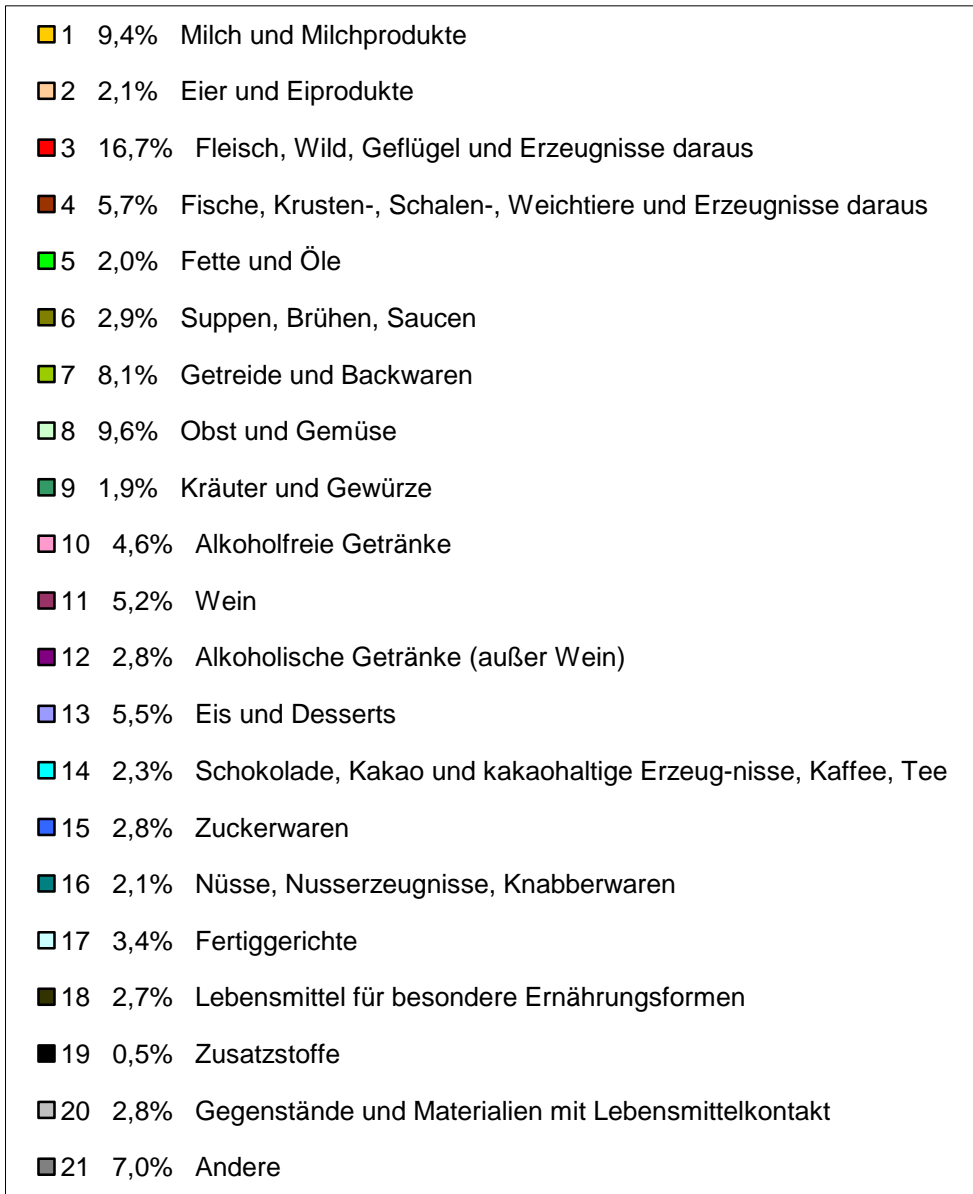 1 9,4% Milch und Milchprodukte
2 2,1% Eier und Eiprodukte
3 16,7% Fleisch, Wild, Geflügel und Erzeugnisse daraus
4 5,7% Fische, Krusten-, Schalen-, Weichtiere und Erzeugnisse daraus
5 2,0% Fette und Öle
6 2,9% Suppen, Brühen, Saucen
7 8,1% Getreide und Backwaren
8 9,6% Obst und Gemüse
9 1,9% Kräuter und Gewürze
10 4,6% Alkoholfreie Getränke
11 5,2% Wein
12 2,8% Alkoholische Getränke (außer Wein)
13 5,5% Eis und Desserts
14 2,3% Schokolade, Kakao und kakaohaltige Erzeug-nisse, Kaffee, Tee
15 2,8% Zuckerwaren
16 2,1% Nüsse, Nusserzeugnisse, Knabberwaren
17 3,4% Fertiggerichte
18 2,7% Lebensmittel für besondere Ernährungsformen
19 0,5% Zusatzstoffe
20 2,8% Gegenstände und Materialien mit Lebensmittelkontakt
21 7,0% Andere